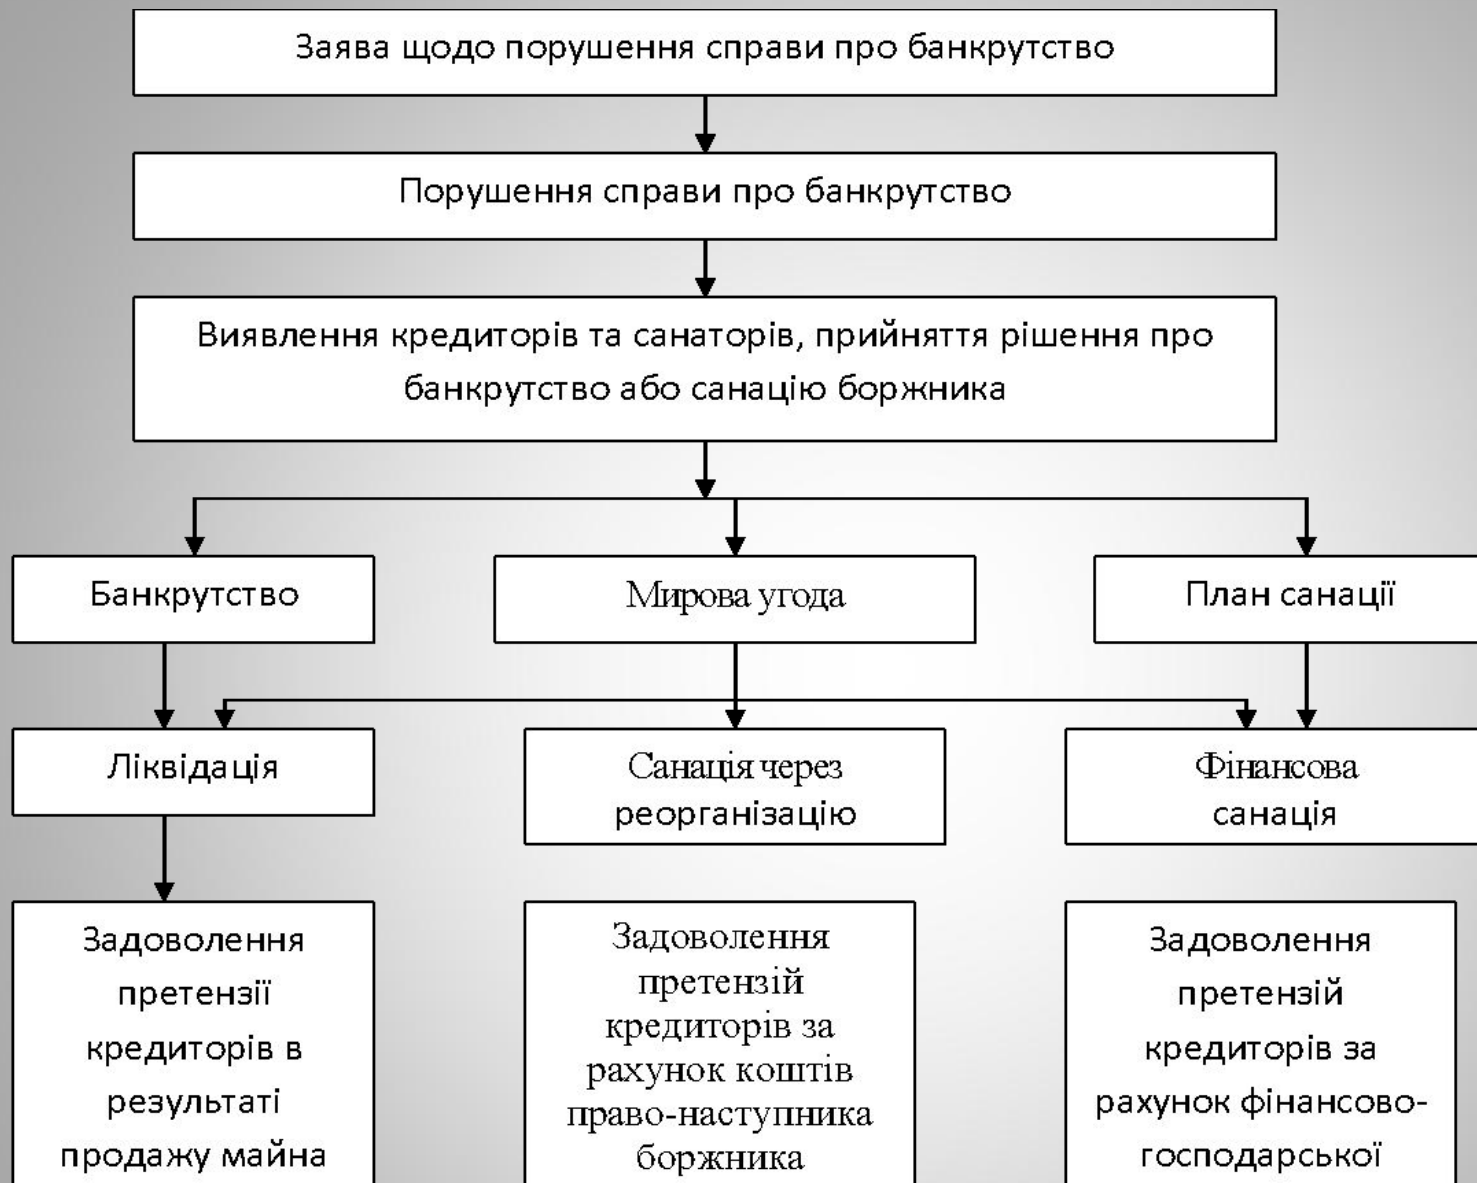 Заява щодо порушення справи про банкрутство
Порушення справи про банкрутство
Виявлення кредиторів та санаторів, прийняття рішення про
банкрутство або санацію боржника
Банкрутство
Мирова угода
План санації
Ліквідація
Санація через
реорганізацію
Фінансова
санація
Задоволення
претензії
кредиторів в
результаті
продажу майна
Задоволення
претензій
кредиторів за
рахунок коштів
право-наступника
боржника
Задоволення
претензій
кредиторів за
рахунок фінансово-
господарської